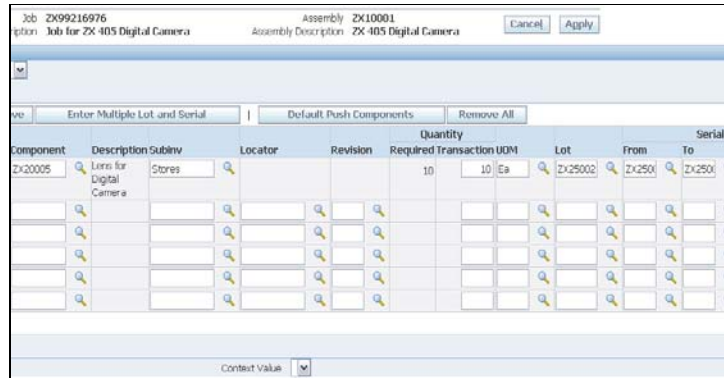 Job ZX99216976 Assembly ZX10001 Cancel Apply
ription Job for ZX 405 Digital Camera Assembly Description ZX 405 Digital Camera
ve Enter Multiple Lot and Serial | Default Push Components Remove All
Quantity Serial
Component Description Subinv Locator Revision Required Transaction UOM Lot From To
ZX20005 Lens for Stores 10 10 Ea ZX25002 ZX250( ZX250(
Digital
Camera
Context Value